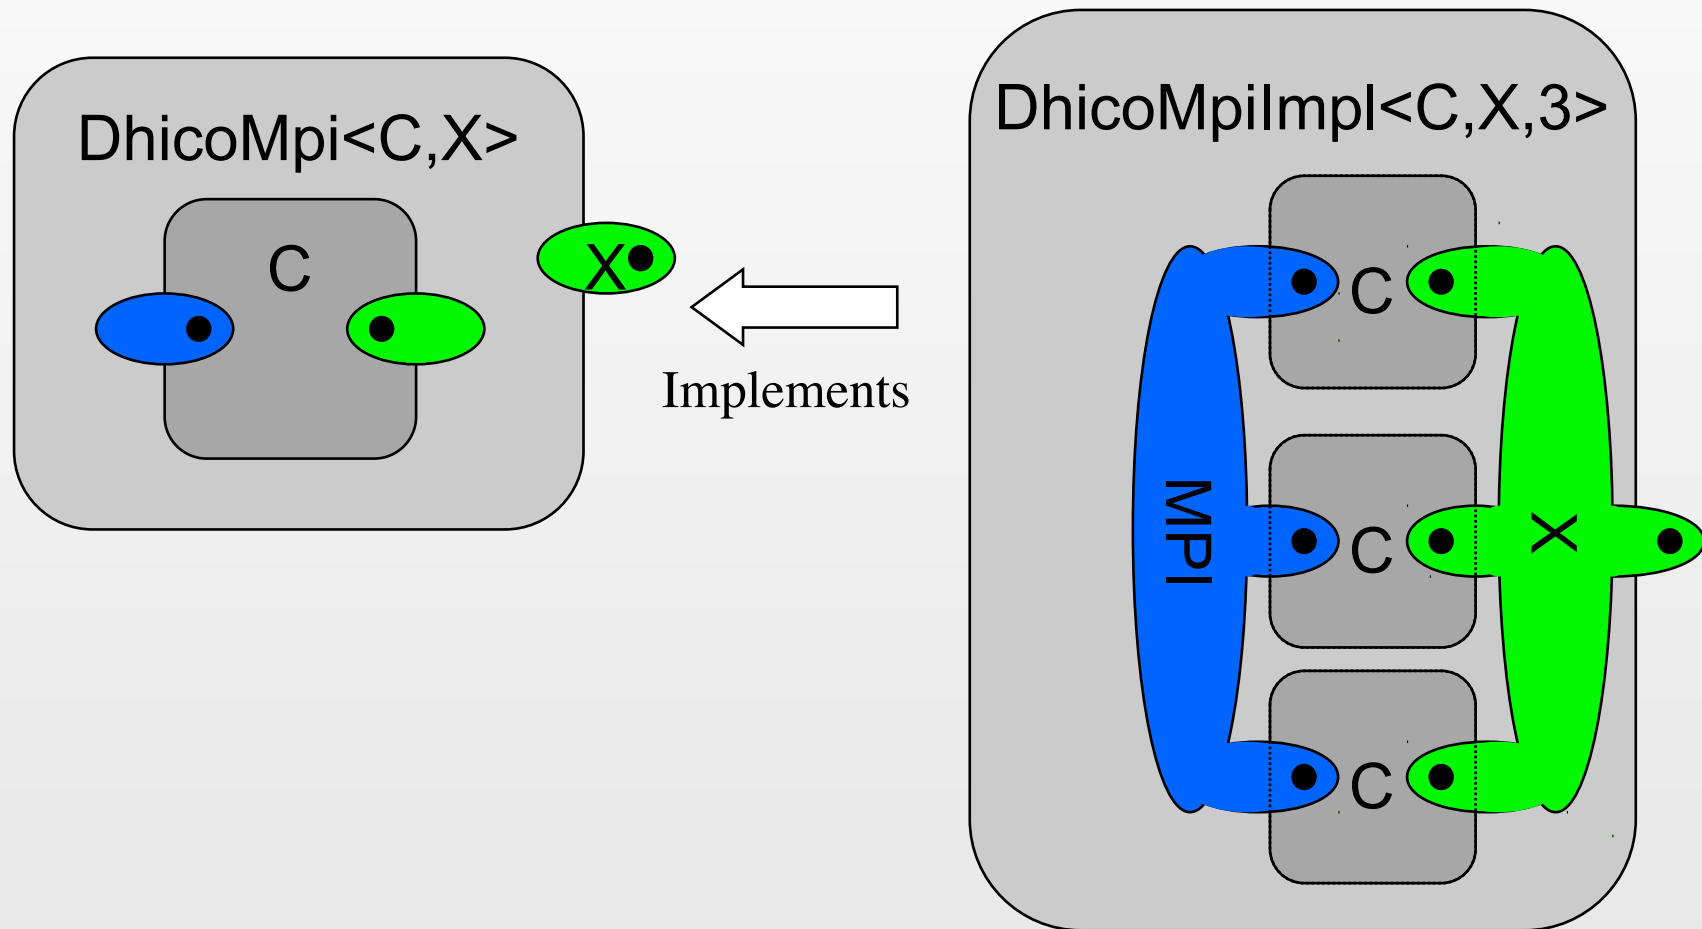 DhicoMpi<C,X>
C
X
Implements
DhicoMpiImpl<C,X,3>
C
MPI
C
X
C